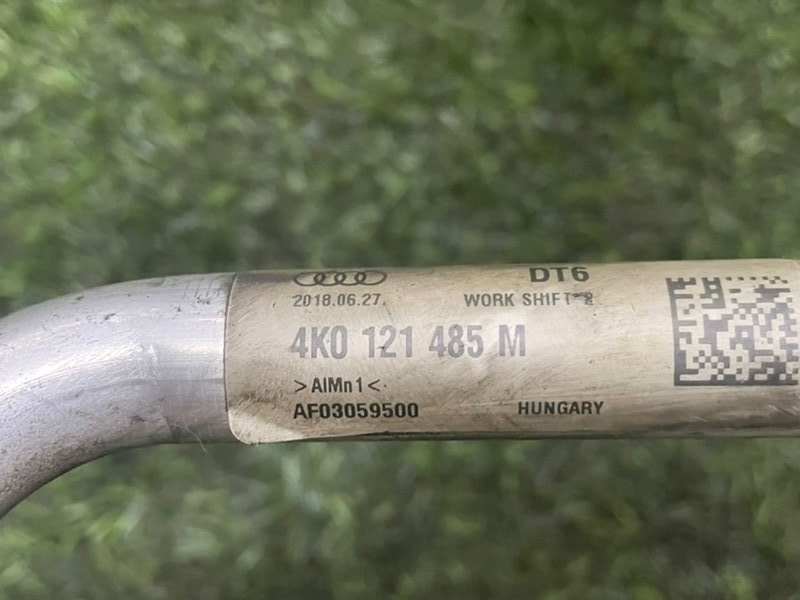 DT6
2018.06.27. WORK SHIFT
4K0 121 485 M
>AlMn1<
AF03059500 HUNGARY